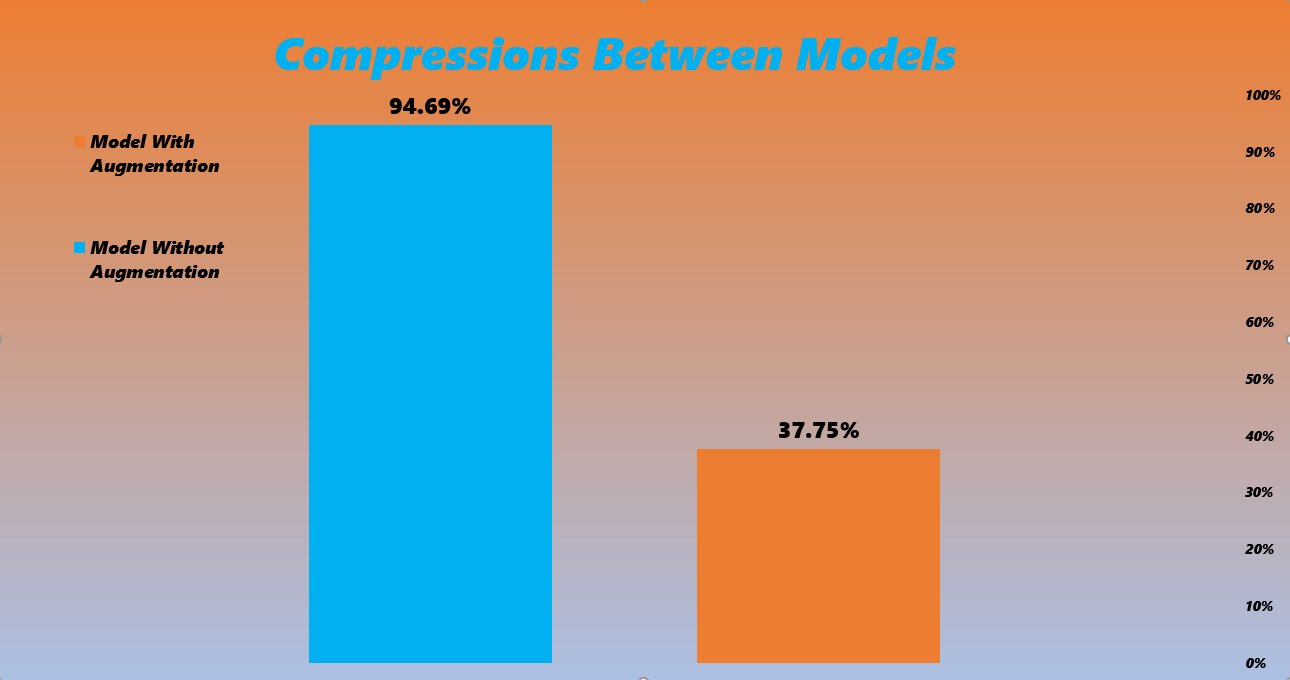 Compressions Between Models
94.69%
Model With
Augmentation
Model Without
Augmentation
37.75%
100%
90%
80%
70%
60%
50%
40%
30%
20%
10%
0%